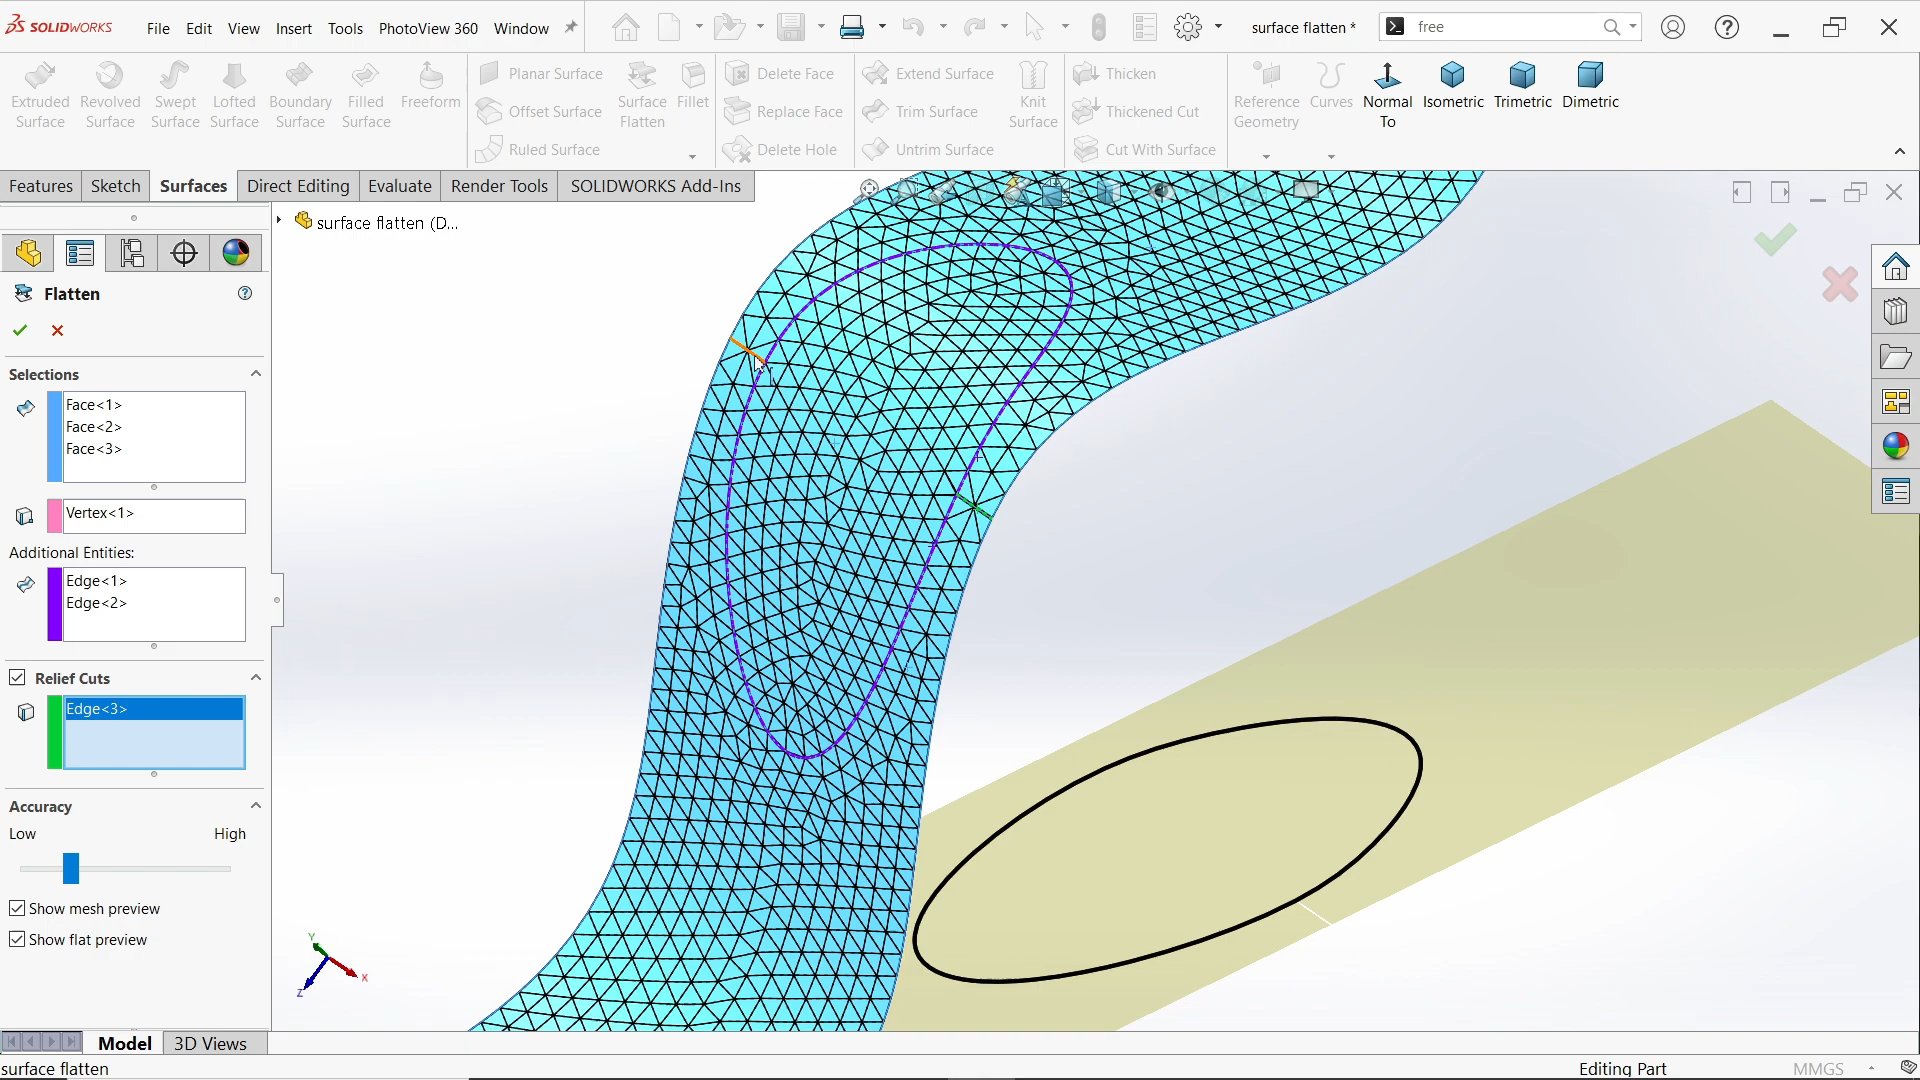 SOLIDWORKS File Edit View Insert Tools PhotoView 360 Window surface flatten * free
Extruded Surface
Revolved Surface
Swept Surface
Lofted Surface
Boundary Surface
Filled Surface
Freeform
Planar Surface
Offset Surface
Ruled Surface
Surface Flatten
Fillet
Delete Face
Replace Face
Delete Hole
Extend Surface
Trim Surface
Untrim Surface
Knit Surface
Thicken
Thickened Cut
Cut With Surface
Reference Geometry
Curves
Normal To
Isometric
Trimetric
Dimetric
Features Sketch Surfaces Direct Editing Evaluate Render Tools SOLIDWORKS Add-Ins
surface flatten (D...
Flatten
Selections
Face<1>
Face<2>
Face<3>
Vertex<1>
Additional Entities:
Edge<1>
Edge<2>
Relief Cuts
Edge<3>
Accuracy
Low High
Show mesh preview
Show flat preview
Y
X
Z
Model 3D Views
surface flatten Editing Part MMGS